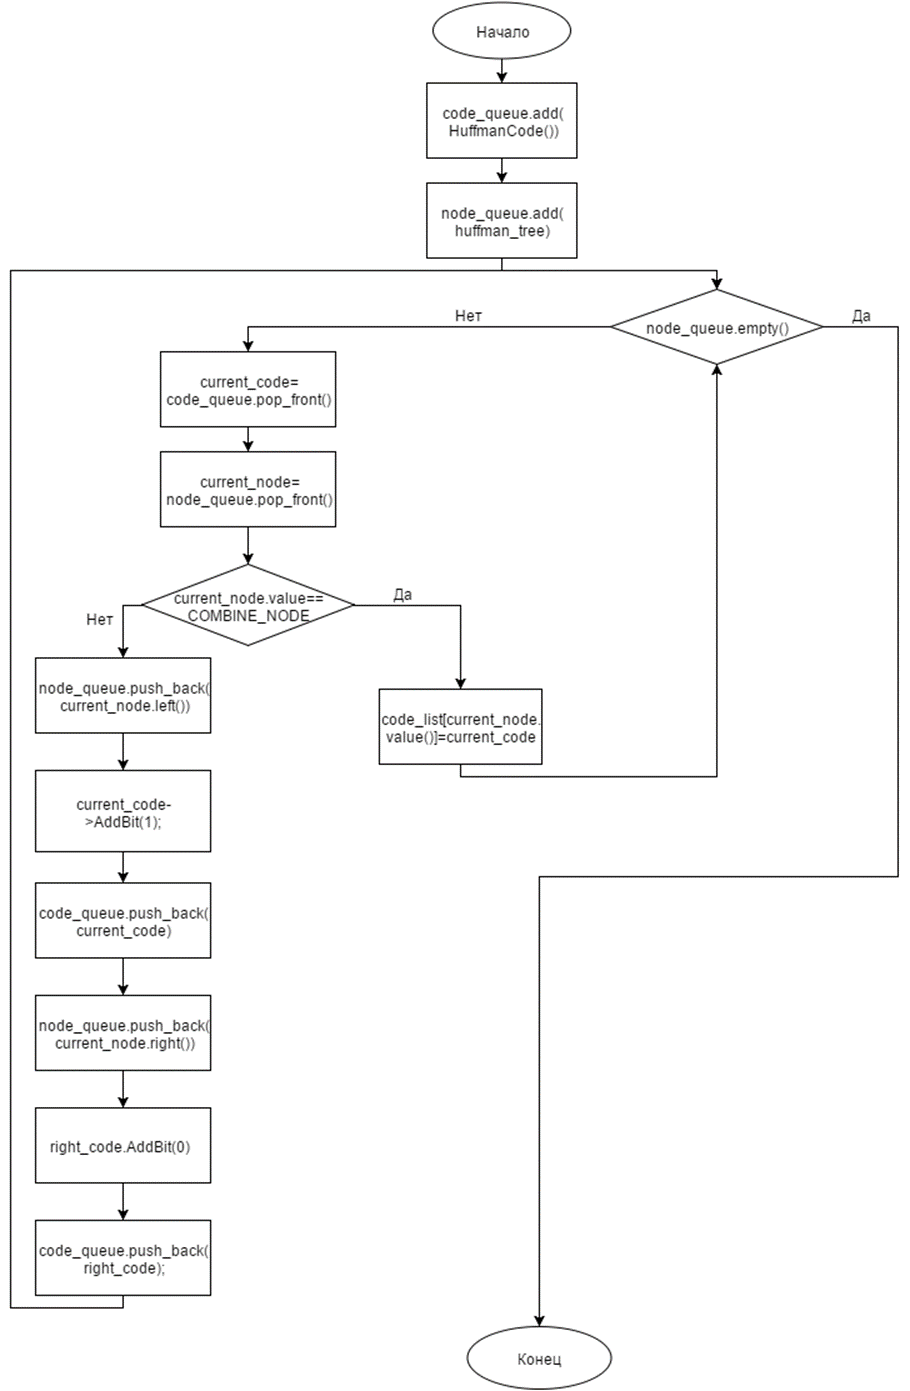 Начало
code_queue.add(
HuffmanCode())
node_queue.add(
huffman_tree)
node_queue.empty()
Нет
Да
current_code=
code_queue.pop_front()
current_node=
node_queue.pop_front()
current_node.value==
COMBINE_NODE
Нет
Да
node_queue.push_back(
current_node.left())
code_list[current_node.
value()]=current_code
current_code-
>AddBit(1);
code_queue.push_back(
current_code)
node_queue.push_back(
current_node.right())
right_code.AddBit(0)
code_queue.push_back(
right_code);
Конец